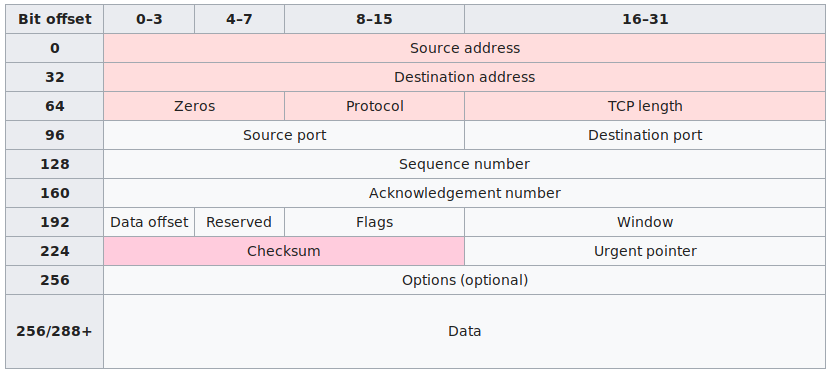 Bit offset 0–3 4–7 8–15 16–31
0 Source address
32 Destination address
64 Zeros Protocol TCP length
96 Source port Destination port
128 Sequence number
160 Acknowledgement number
192 Data offset Reserved Flags Window
224 Checksum Urgent pointer
256 Options (optional)
256/288+ Data